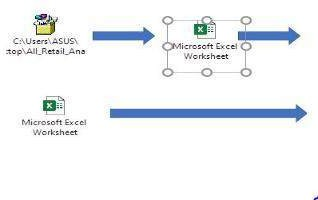 C:\Users\ASUS\
:top\All_Retail_Ana
Microsoft Excel
Worksheet
Microsoft Excel
Worksheet